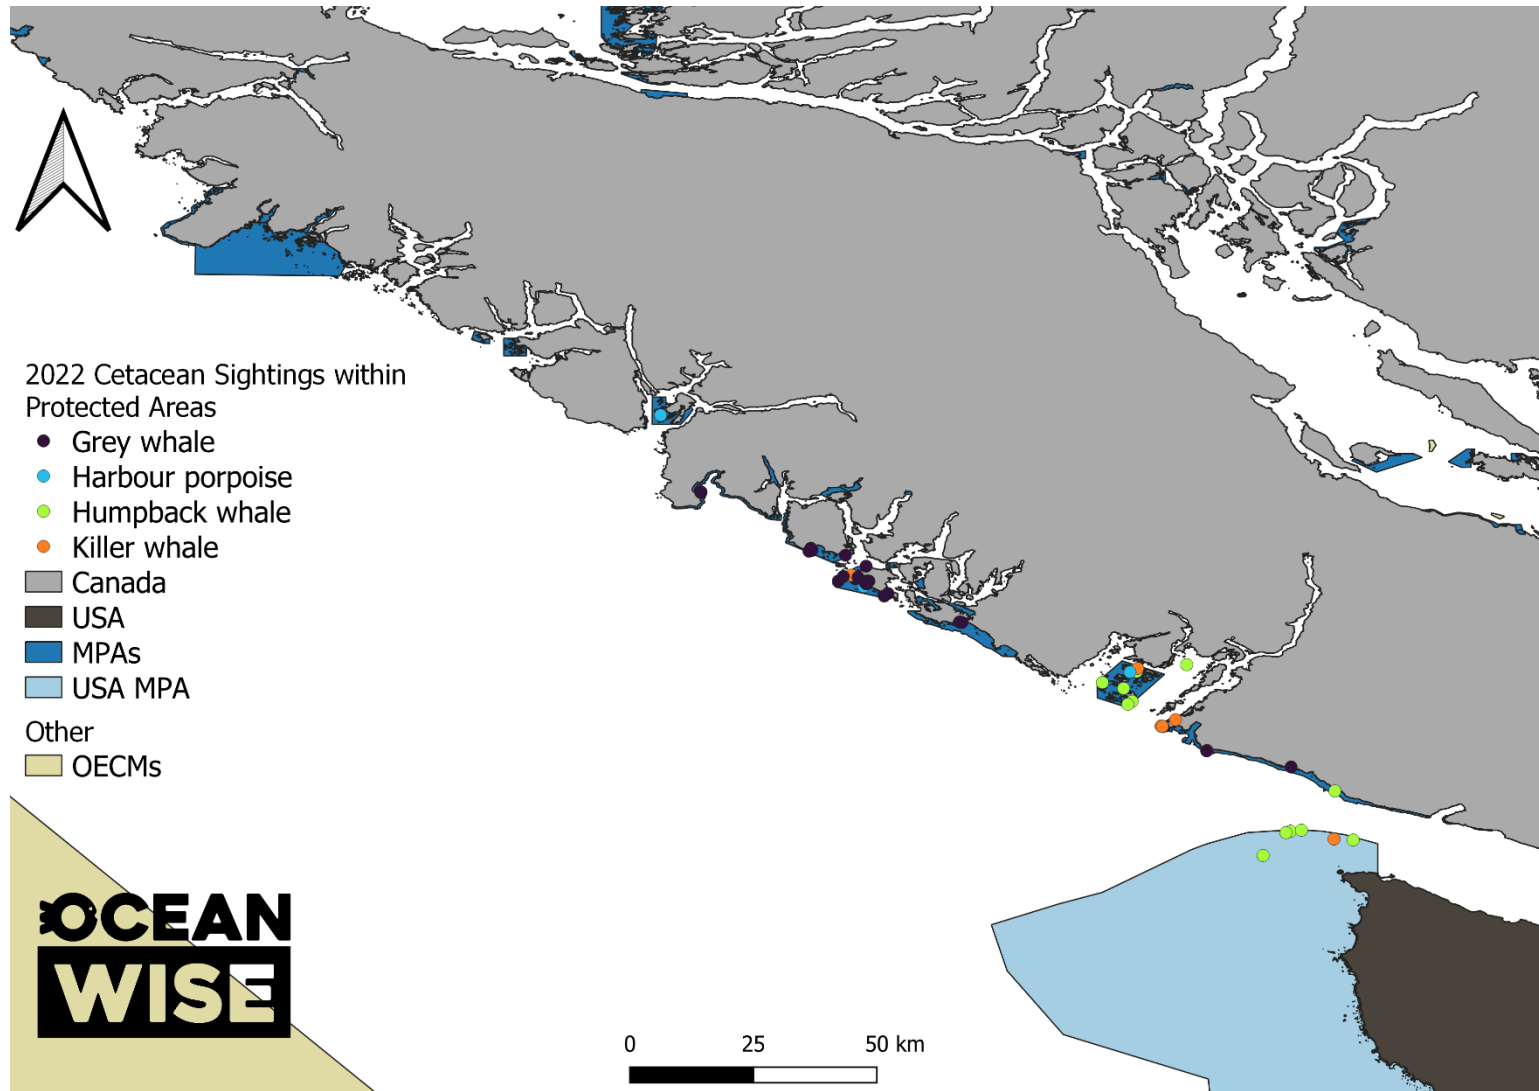 2022 Cetacean Sightings within
Protected Areas
Grey whale
Harbour porpoise
Humpback whale
Killer whale
Canada
USA
MPAs
USA MPA
Other
OECMs
OCEAN
WISE
0 25 50 km